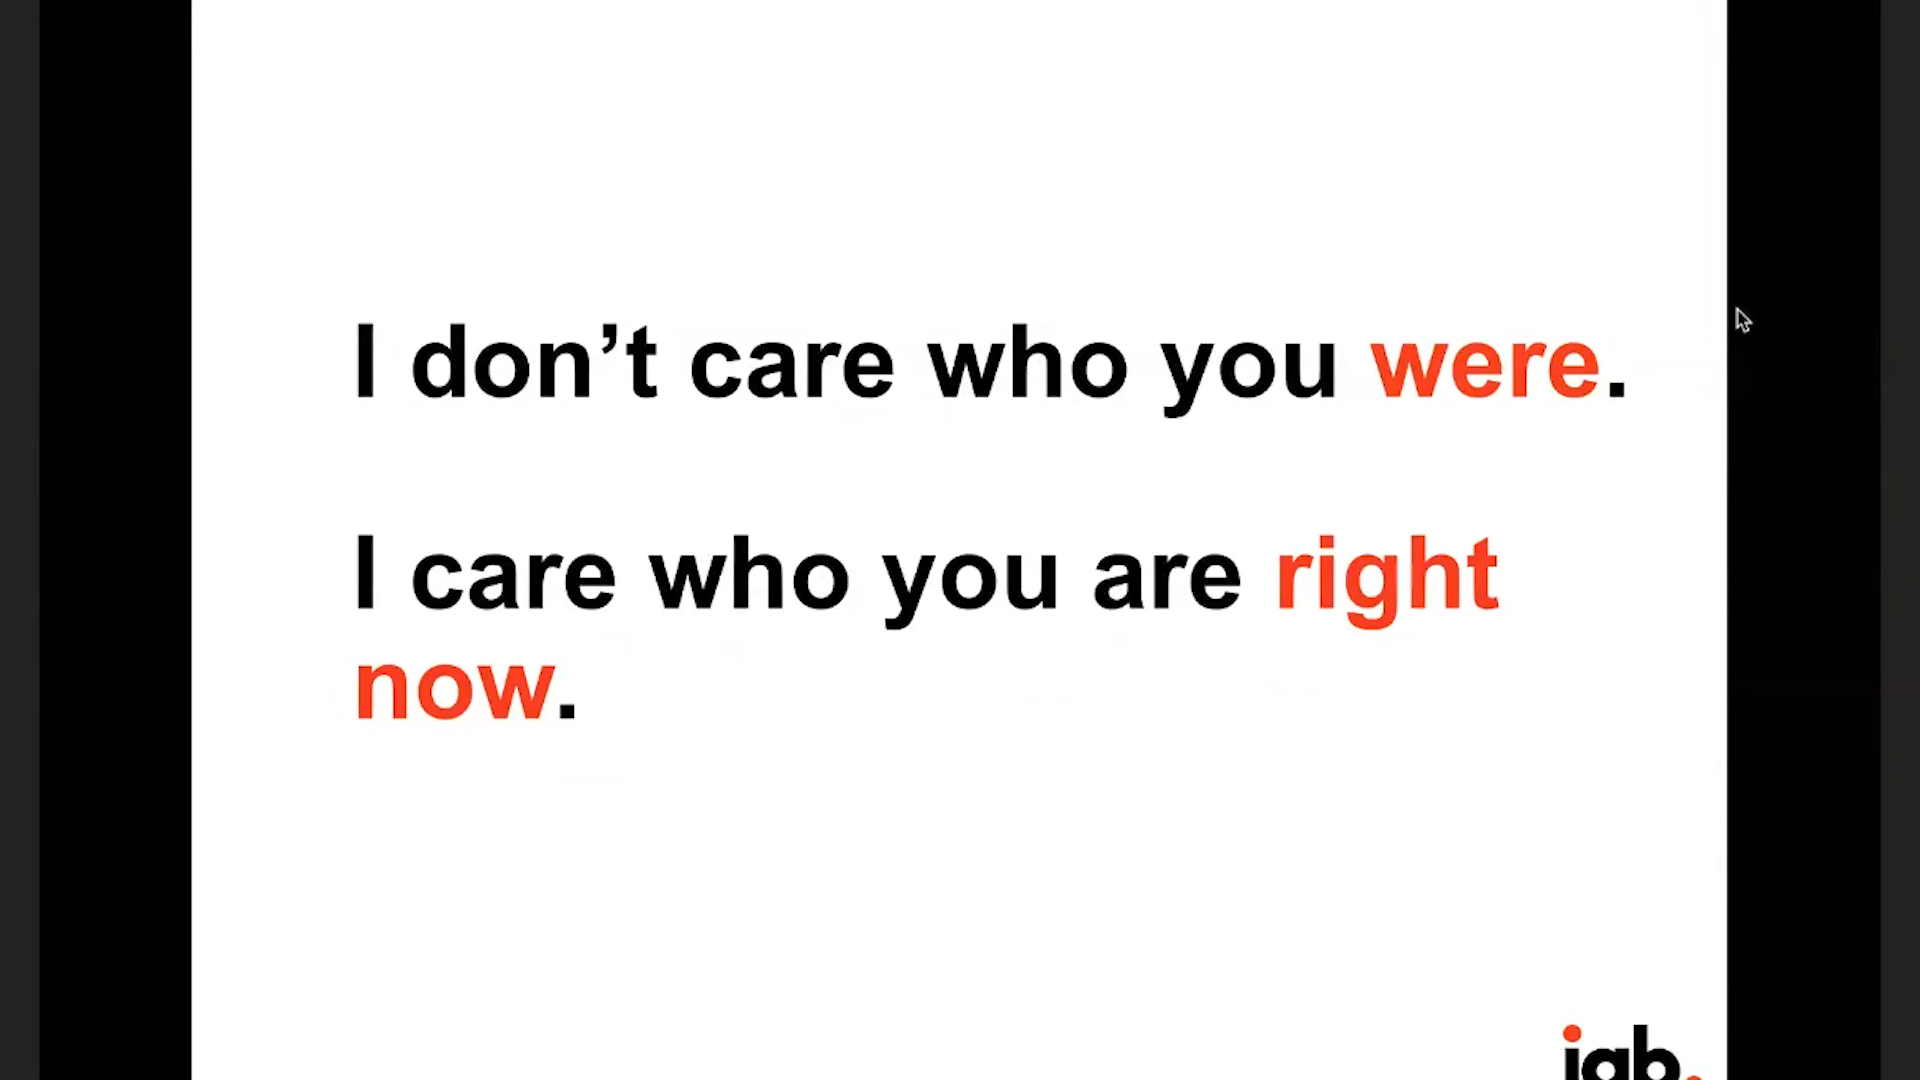 I don’t care who you were.
I care who you are right
now.
iab.